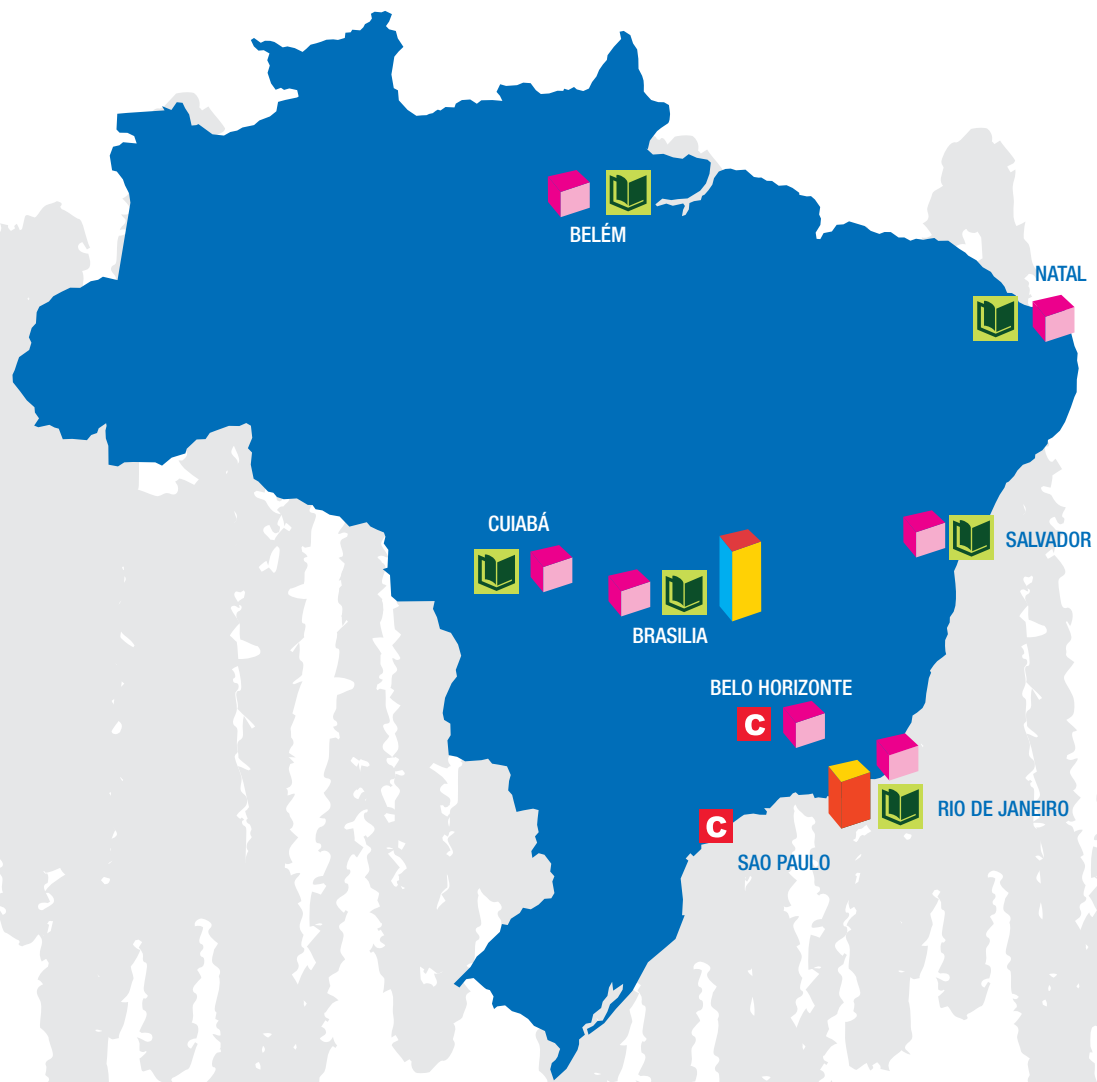 BELÉM
NATAL
CUIABÁ
SALVADOR
BRASILIA
BELO HORIZONTE
C
RIO DE JANEIRO
C
SAO PAULO